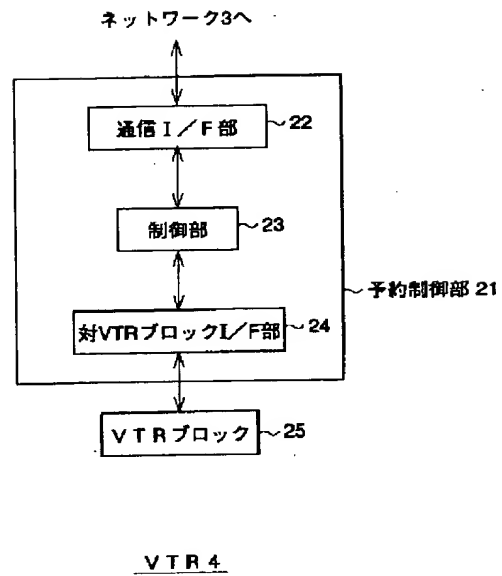 ネットワーク3へ
通信I/F部 22
制御部 23
予約制御部 21
対VTRブロックI/F部 24
VTRブロック 25
VTR4